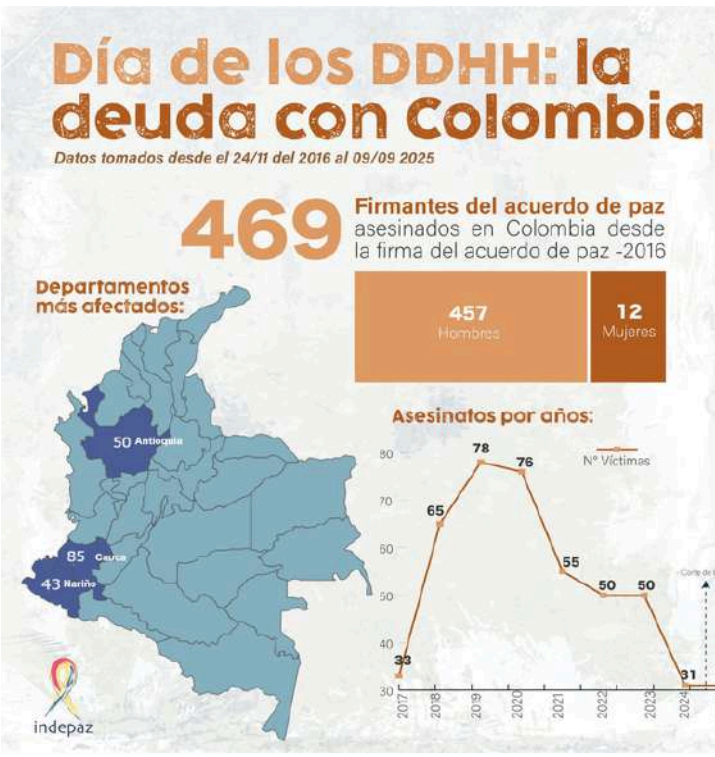 Día de los DDHH: la
deuda con Colombia
Datos tomados desde el 24/11 del 2016 al 09/09 2025
469
Firmantes del acuerdo de paz
asesinados en Colombia desde
la firma del acuerdo de paz -2016
Departamentos
más afectados:
457
Hombres
12
Mujeres
50 Antioquia
85 Cauca
43 Nariño
Asesinatos por años:
Nº Víctimas
80
70
60
50
40
30
33
65
78
76
55
50
50
31
2017
2018
2019
2020
2021
2022
2023
2024
Corte de
indepaz